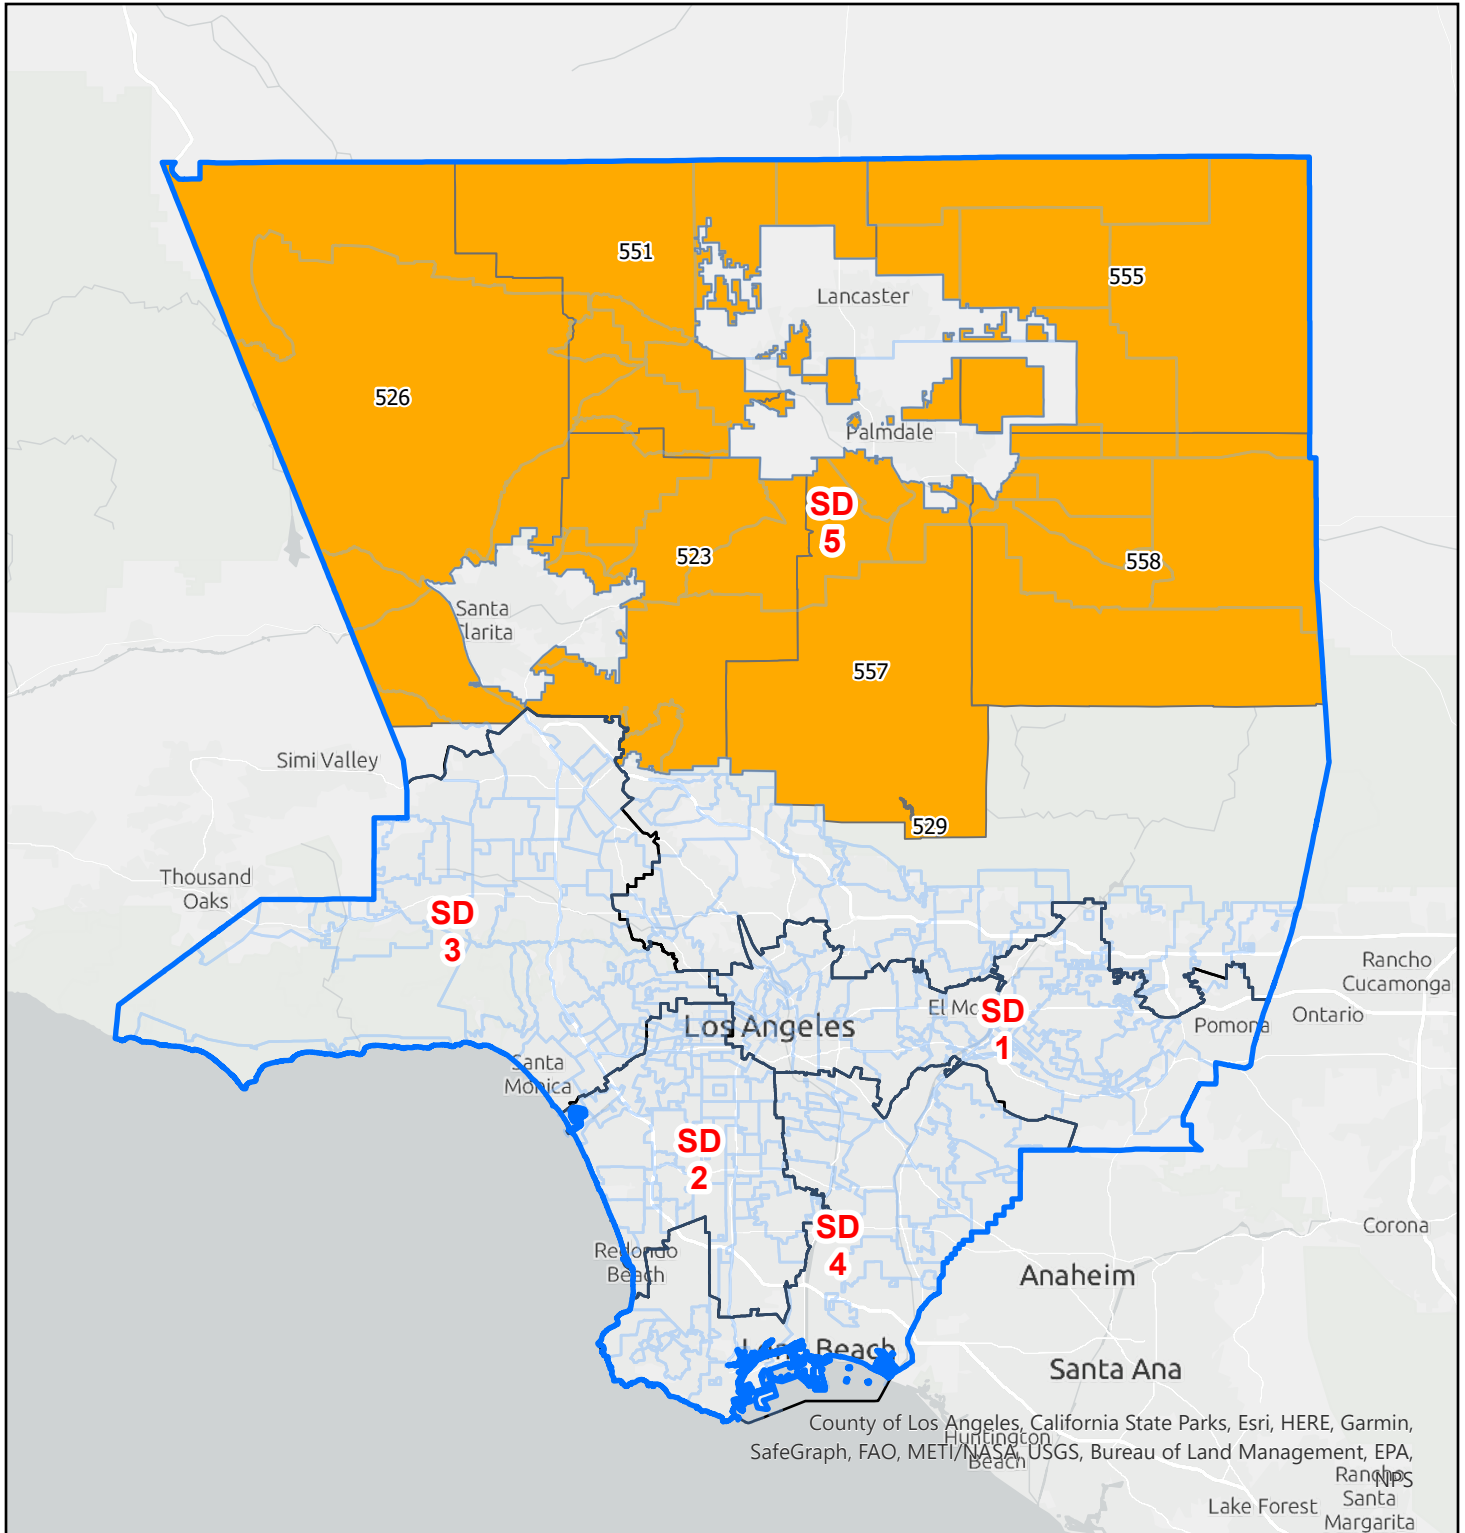 551
555
Lancaster
526
Palmdale
SD
5
523
558
Santa
Clarita
557
Simi Valley
529
Thousand
Oaks
SD
3
Rancho
Cucamonga
El Mo
SD
1
Los Angeles
Pomona
Ontario
Santa
Monica
SD
2
SD
4
Corona
Redondo
Beach
Anaheim
Long Beach
Santa Ana
County of Los Angeles, California State Parks, Esri, HERE, Garmin,
Huntington
SafeGraph, FAO, METI/NASA, USGS, Bureau of Land Management, EPA,
Beach
NPS
Rancho
Santa
Margarita
Lake Forest